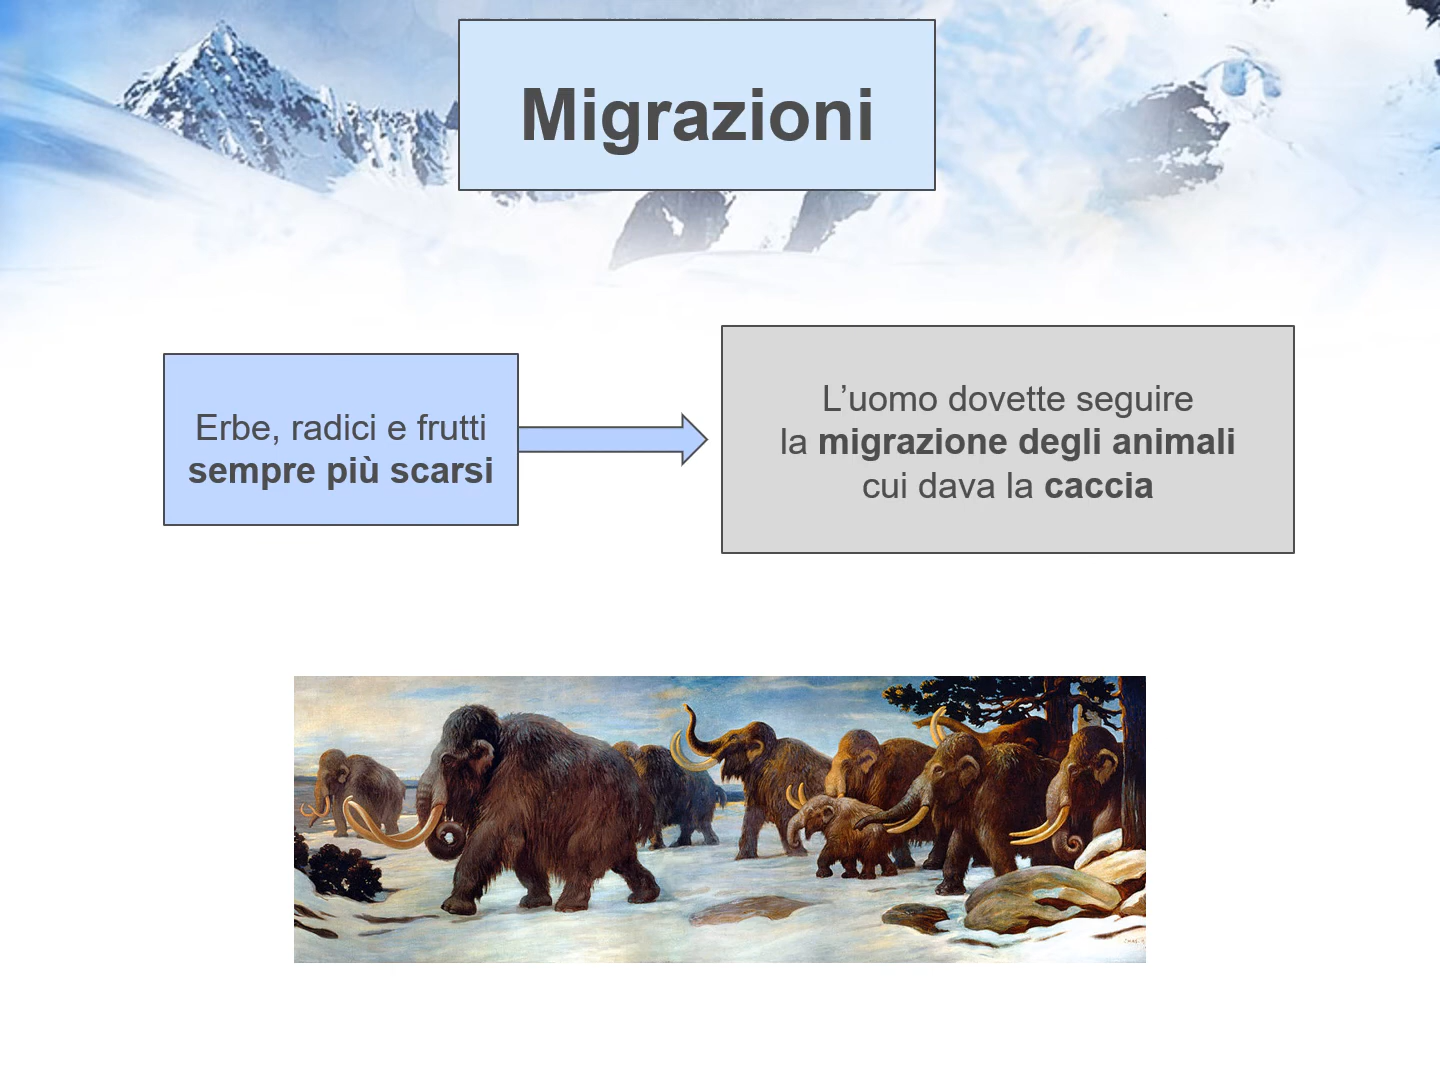 Migrazioni
Erbe, radici e frutti
sempre più scarsi
L’uomo dovette seguire
la migrazione degli animali
cui dava la caccia